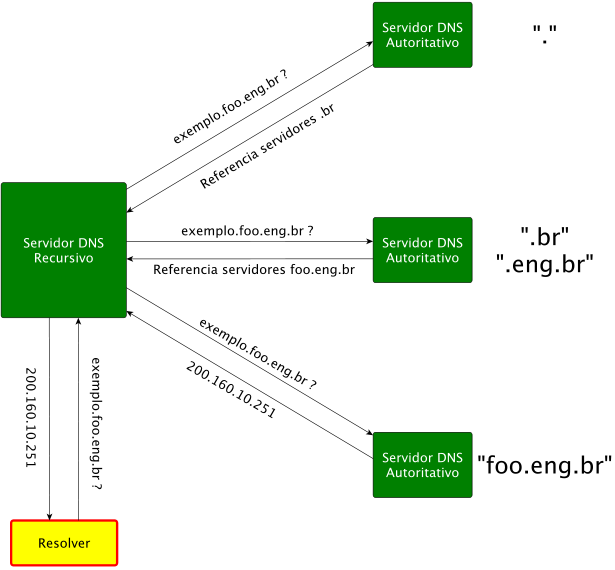 Servidor DNS
Autoritativo
"."
exemplo.foo.eng.br ?
Referencia servidores .br
Servidor DNS
Recursivo
exemplo.foo.eng.br ?
Referencia servidores foo.eng.br
Servidor DNS
Autoritativo
".br"
".eng.br"
exemplo.foo.eng.br ?
200.160.10.251
Servidor DNS
Autoritativo
"foo.eng.br"
200.160.10.251
exemplo.foo.eng.br ?
Resolver